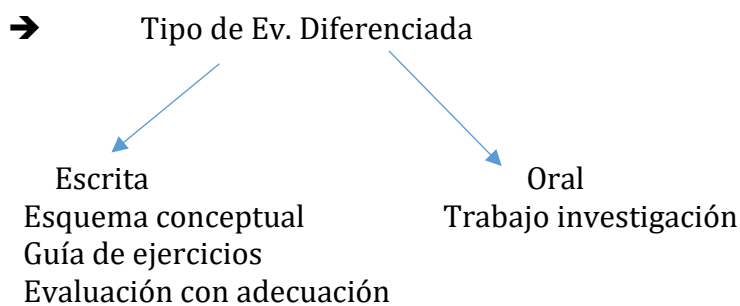 ➔ Tipo de Ev. Diferenciada
Escrita Oral
Esquema conceptual Trabajo investigación
Guía de ejercicios
Evaluación con adecuación